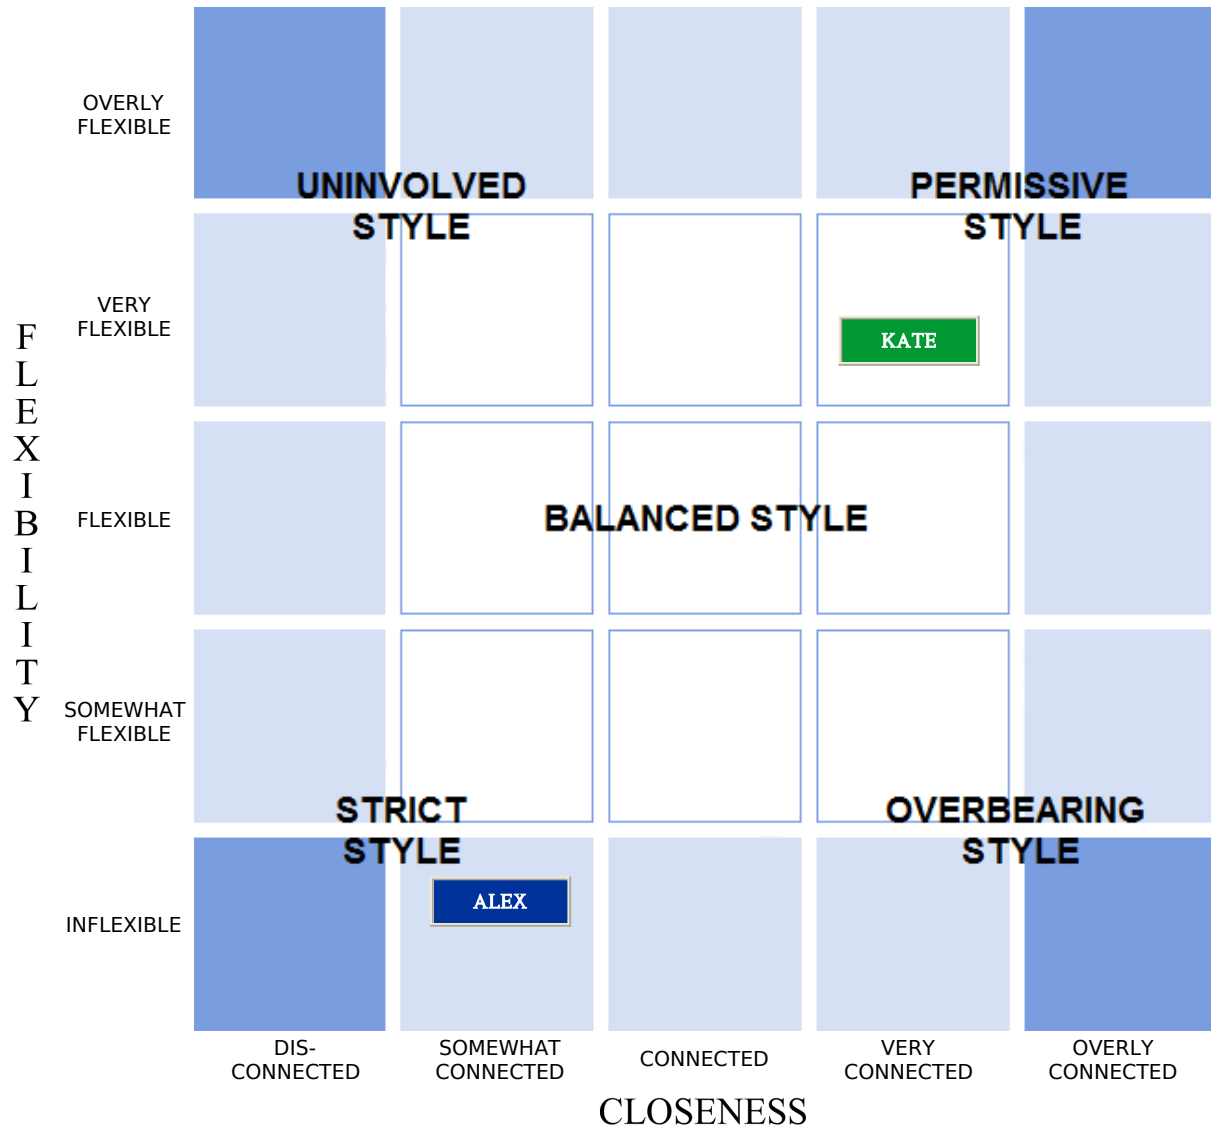 OVERLY
FLEXIBLE
UNINVOLVED
STYLE
PERMISSIVE
STYLE
VERY
FLEXIBLE
KATE
FLEXIBILITY
FLEXIBLE
BALANCED STYLE
SOMEWHAT
FLEXIBLE
STRICT
STYLE
OVERBEARING
STYLE
ALEX
INFLEXIBLE
DIS-
CONNECTED
SOMEWHAT
CONNECTED
CONNECTED
VERY
CONNECTED
OVERLY
CONNECTED
CLOSENESS